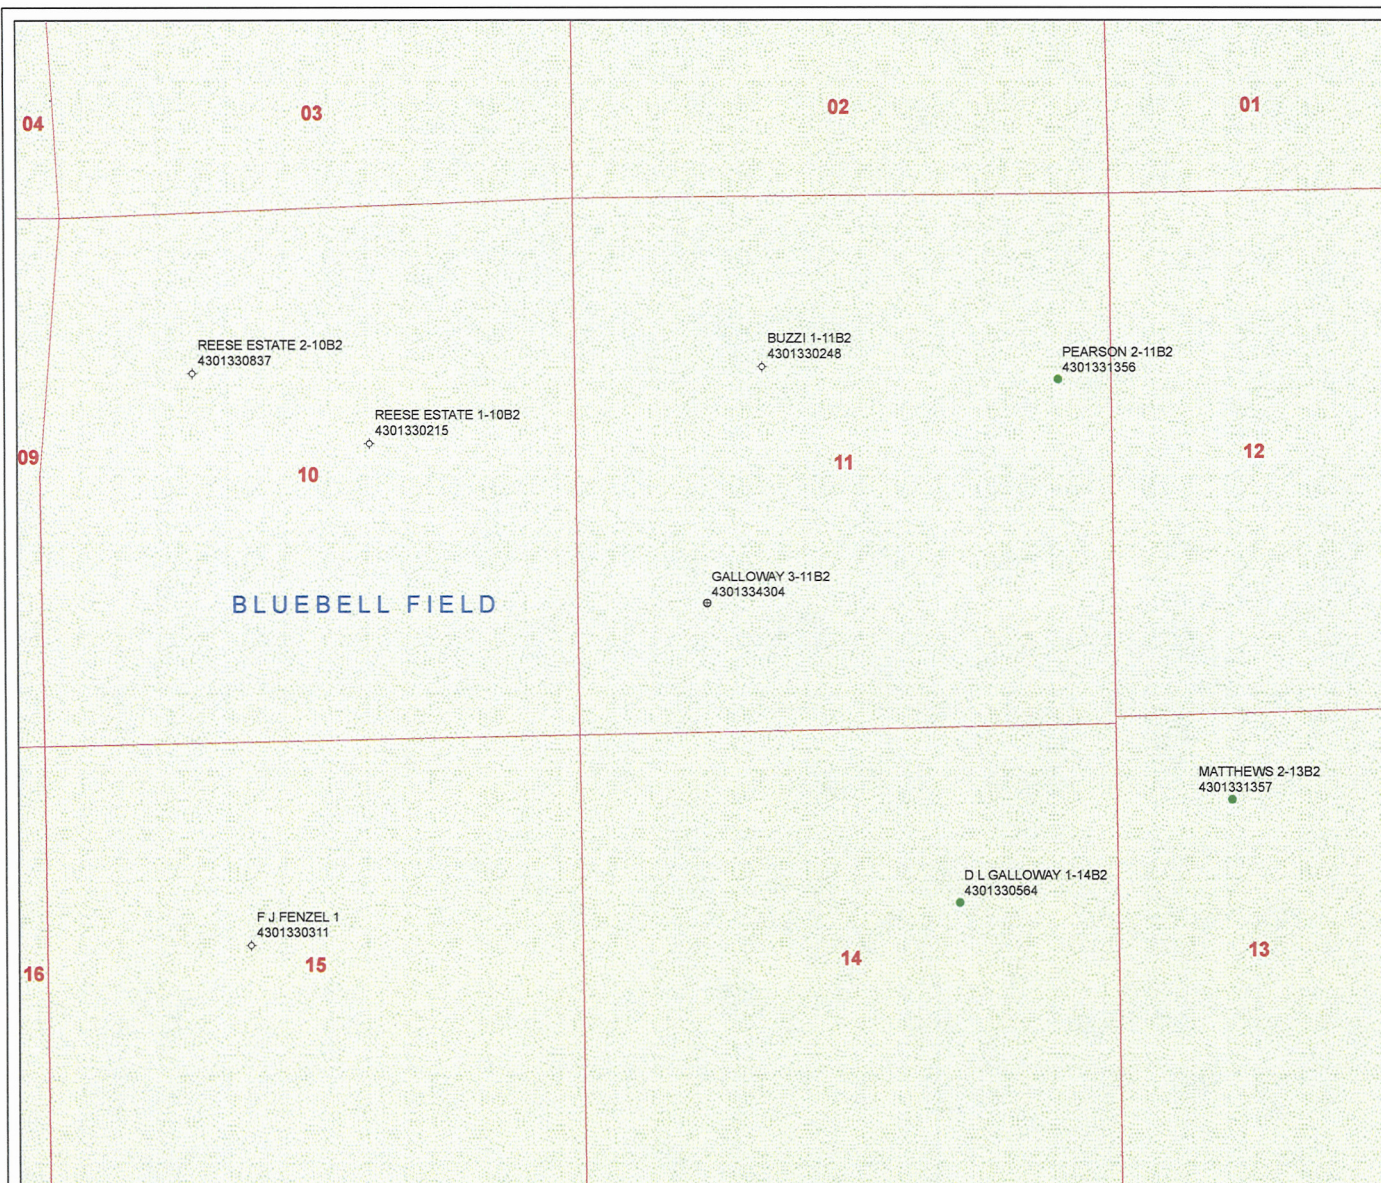 04
03
02
01
REESE ESTATE 2-10B2
4301330837
BUZZI 1-11B2
4301330248
PEARSON 2-11B2
4301331356
REESE ESTATE 1-10B2
4301330215
09
10
11
12
GALLOWAY 3-11B2
4301334304
BLUEBELL FIELD
MATTHEWS 2-13B2
4301331357
D L GALLOWAY 1-14B2
4301330564
F J FENZEL 1
4301330311
16
15
14
13